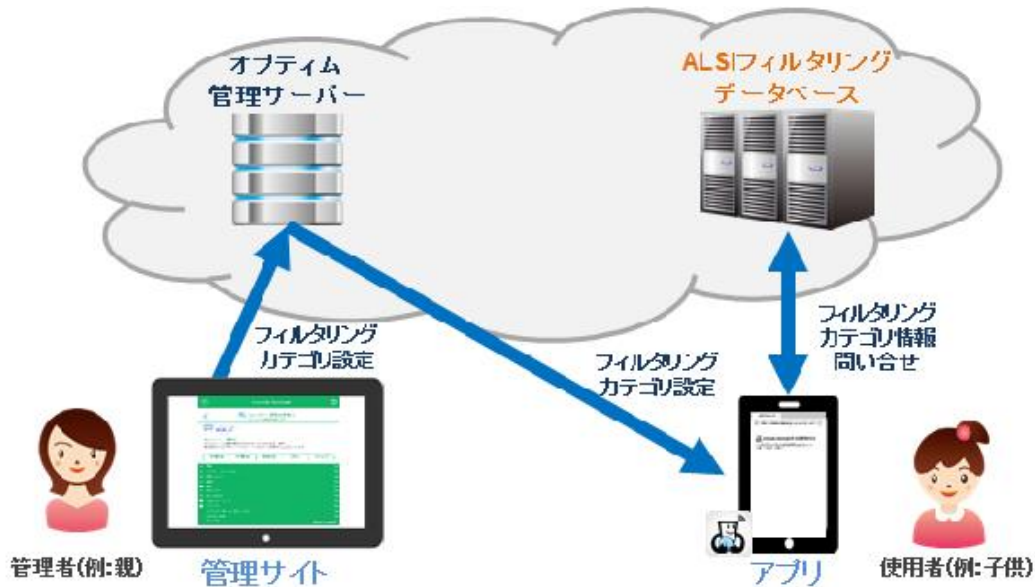 オプティム
管理サーバー
ALSIフィルタリング
データベース
フィルタリング
カテゴリ設定
フィルタリング
カテゴリ設定
フィルタリング
カテゴリ情報
問い合せ
管理者(例:親)
管理サイト
アプリ
使用者(例:子供)